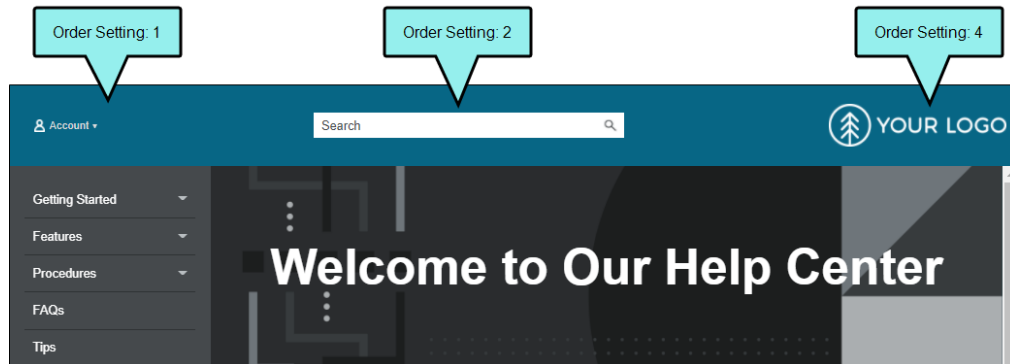 Order Setting: 1
Order Setting: 2
Order Setting: 4
Account
Search
YOUR LOGO
Getting Started
Features
Procedures
FAQs
Tips
Welcome to Our Help Center